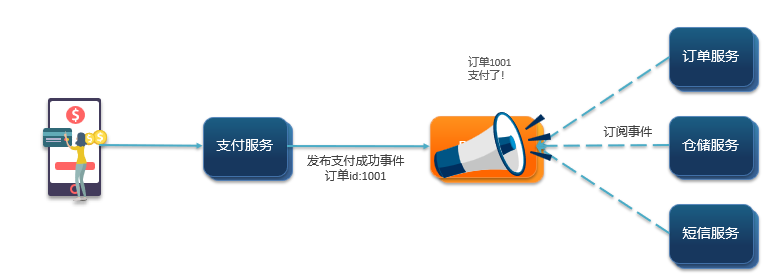 订单1001
支付了!
订单服务
支付服务
发布支付成功事件
订单id:1001
订阅事件
仓储服务
短信服务